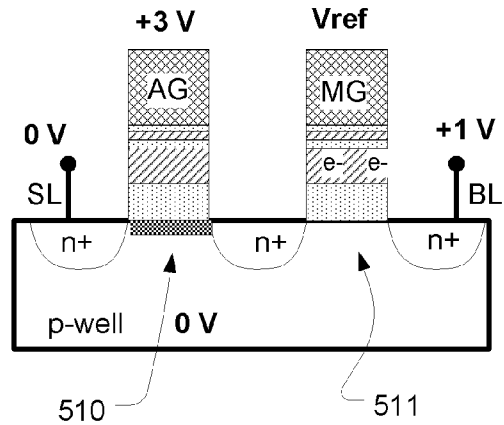 +3 V Vref
AG MG
0 V +1 V
e- e-
SL BL
n+ n+ n+
p-well 0 V
510 511